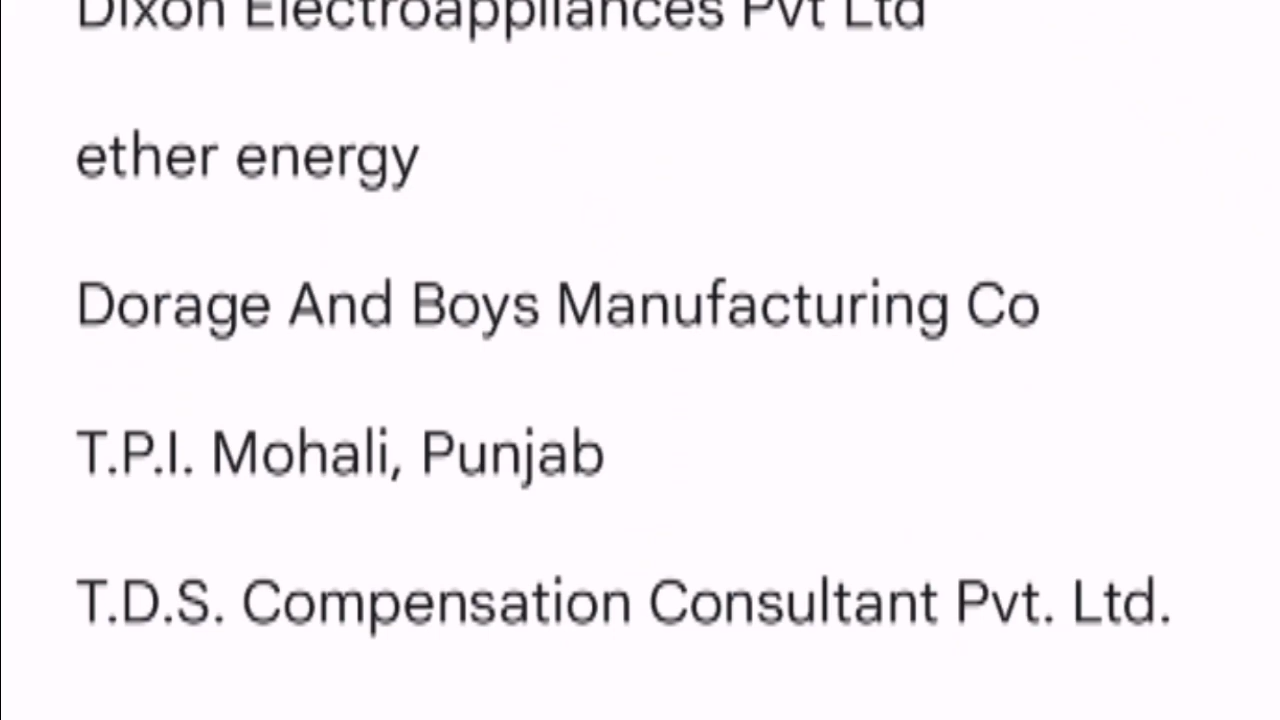 Dixon Electroappliances Pvt Ltd
ether energy
Dorage And Boys Manufacturing Co
T.P.I. Mohali, Punjab
T.D.S. Compensation Consultant Pvt. Ltd.